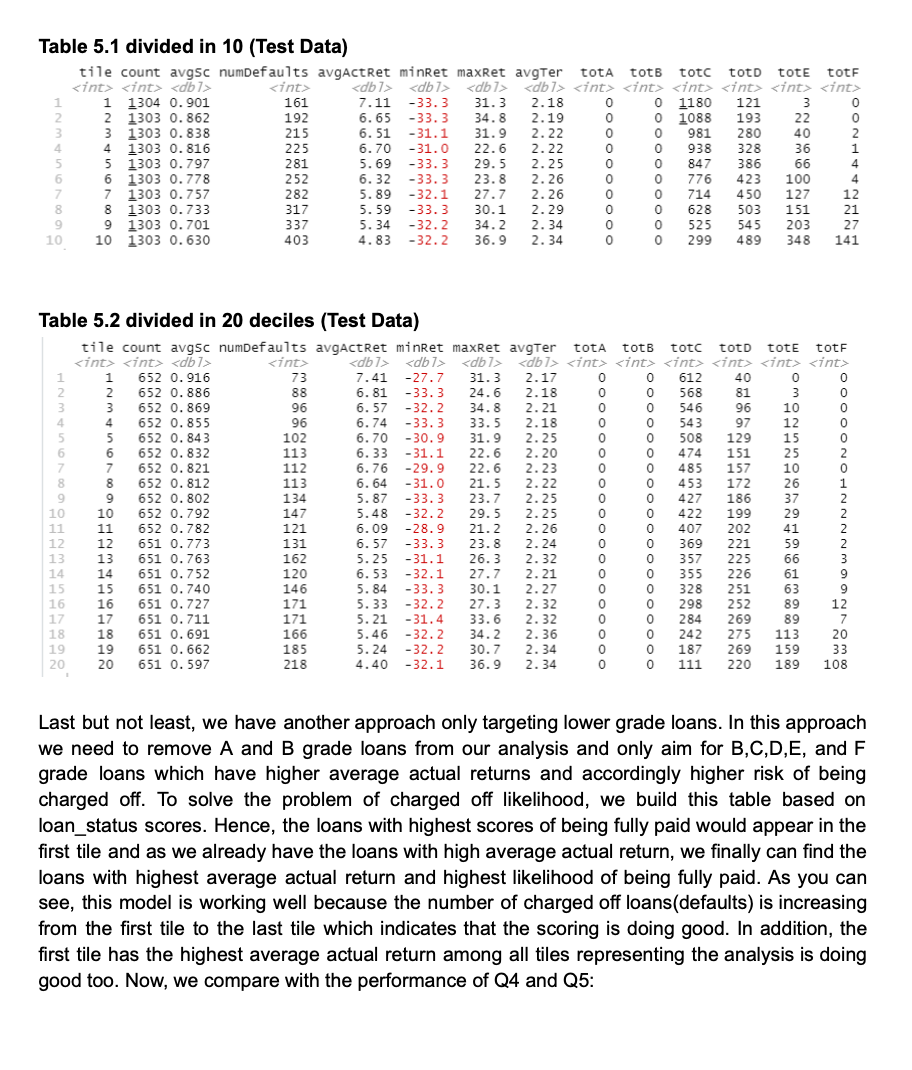 Table 5.1 divided in 10 (Test Data)
tile count avgSc numDefaults avgActRet minRet maxRet avgTer totA totB totC totD totE totF
<int> <int> <dbl> <int> <dbl> <dbl> <dbl> <dbl> <int> <int> <int> <int> <int> <int>
1 1 1304 0.901 161 7.11 -33.3 31.3 2.18 0 0 1180 121 3 0
2 2 1303 0.862 192 6.65 -33.3 34.8 2.19 0 0 1088 193 22 0
3 3 1303 0.838 215 6.51 -31.1 31.9 2.22 0 0 981 280 40 2
4 4 1303 0.816 225 6.70 -31.0 22.6 2.22 0 0 938 328 36 1
5 5 1303 0.797 281 5.69 -33.3 29.5 2.25 0 0 847 386 66 4
6 6 1303 0.778 252 6.32 -33.3 23.8 2.26 0 0 776 423 100 4
7 7 1303 0.757 282 5.89 -32.1 27.7 2.26 0 0 714 450 127 12
8 8 1303 0.733 317 5.59 -33.3 30.1 2.29 0 0 628 503 151 21
9 9 1303 0.701 337 5.34 -32.2 34.2 2.34 0 0 525 545 203 27
10 10 1303 0.630 403 4.83 -32.2 36.9 2.34 0 0 299 489 348 141
Table 5.2 divided in 20 deciles (Test Data)
tile count avgSc numDefaults avgActRet minRet maxRet avgTer totA totB totC totD totE totF
<int> <int> <dbl> <int> <dbl> <dbl> <dbl> <dbl> <int> <int> <int> <int> <int> <int>
1 1 652 0.916 73 7.41 -27.7 31.3 2.17 0 0 612 40 0 0
2 2 652 0.886 88 6.81 -33.3 24.6 2.18 0 0 568 81 3 0
3 3 652 0.869 96 6.57 -32.2 34.8 2.21 0 0 546 96 10 0
4 4 652 0.855 96 6.74 -33.3 33.5 2.18 0 0 543 97 12 0
5 5 652 0.843 102 6.70 -30.9 31.9 2.25 0 0 508 129 15 0
6 6 652 0.832 113 6.33 -31.1 22.6 2.20 0 0 474 151 25 2
7 7 652 0.821 112 6.76 -29.9 22.6 2.23 0 0 485 157 10 0
8 8 652 0.812 113 6.64 -31.0 21.5 2.22 0 0 453 172 26 1
9 9 652 0.802 134 5.87 -33.3 23.7 2.25 0 0 427 186 37 2
10 10 652 0.792 147 5.48 -32.2 29.5 2.25 0 0 422 199 29 2
11 11 652 0.782 121 6.09 -28.9 21.2 2.26 0 0 407 202 41 2
12 12 651 0.773 131 6.57 -33.3 23.8 2.24 0 0 369 221 59 2
13 13 651 0.763 162 5.25 -31.1 26.3 2.32 0 0 357 225 66 3
14 14 651 0.752 120 6.53 -32.1 27.7 2.21 0 0 355 226 61 9
15 15 651 0.740 146 5.84 -33.3 30.1 2.27 0 0 328 251 63 9
16 16 651 0.727 171 5.33 -32.2 27.3 2.32 0 0 298 252 89 12
17 17 651 0.711 171 5.21 -31.4 33.6 2.32 0 0 284 269 89 7
18 18 651 0.691 166 5.46 -32.2 34.2 2.36 0 0 242 275 113 20
19 19 651 0.662 185 5.24 -32.2 30.7 2.34 0 0 187 269 159 33
20 20 651 0.597 218 4.40 -32.1 36.9 2.34 0 0 111 220 189 108
Last but not least, we have another approach only targeting lower grade loans. In this approach
we need to remove A and B grade loans from our analysis and only aim for B,C,D,E, and F
grade loans which have higher average actual returns and accordingly higher risk of being
charged off. To solve the problem of charged off likelihood, we build this table based on
loan_status scores. Hence, the loans with highest scores of being fully paid would appear in the
first tile and as we already have the loans with high average actual return, we finally can find the
loans with highest average actual return and highest likelihood of being fully paid. As you can
see, this model is working well because the number of charged off loans(defaults) is increasing
from the first tile to the last tile which indicates that the scoring is doing good. In addition, the
first tile has the highest average actual return among all tiles representing the analysis is doing
good too. Now, we compare with the performance of Q4 and Q5: